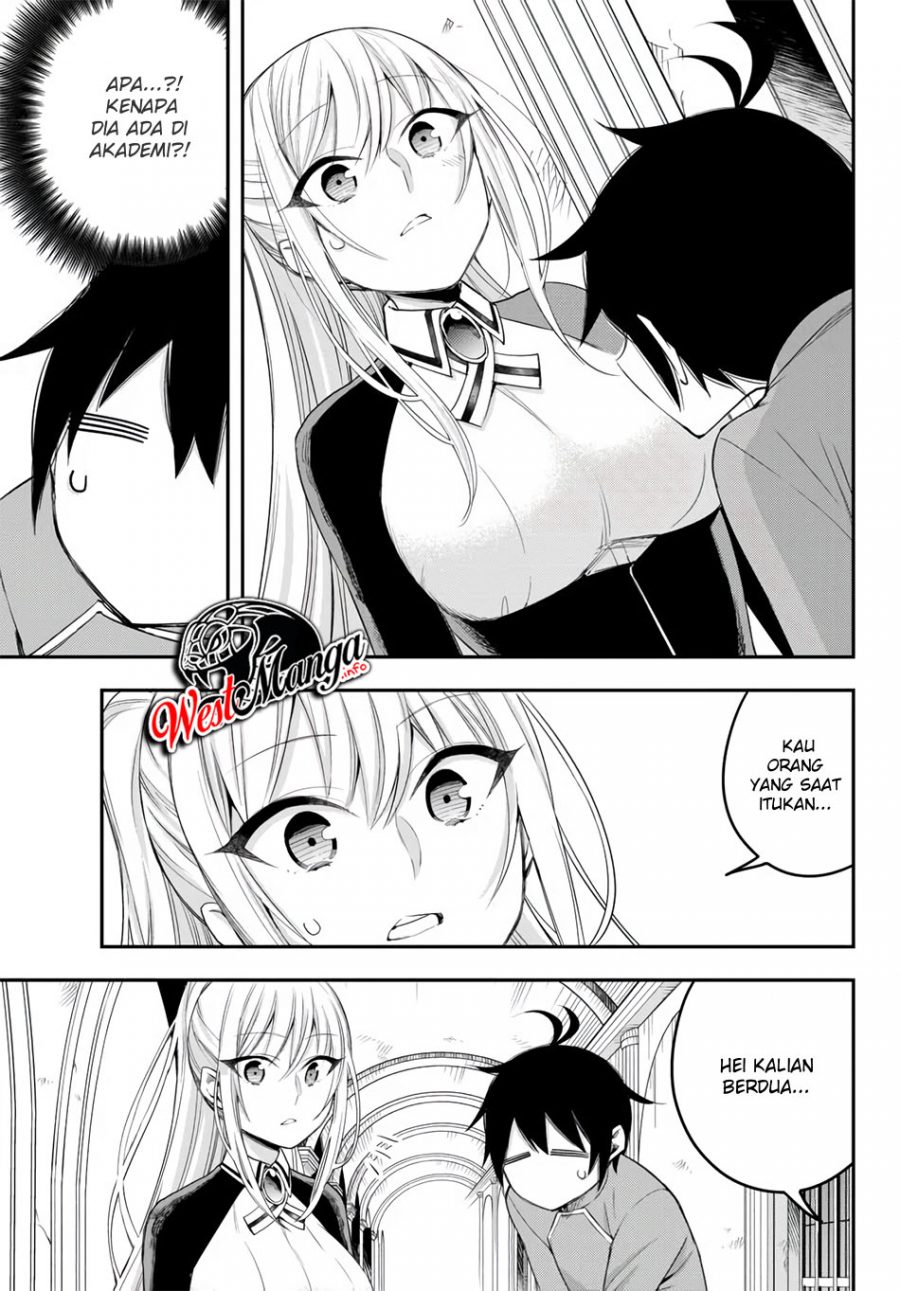 APA...?!
KENAPA
DIA ADA DI
AKADEMI?!
WestManga
.info
KAU
ORANG
YANG SAAT
ITUKAN...
HEI KALIAN
BERDUA...